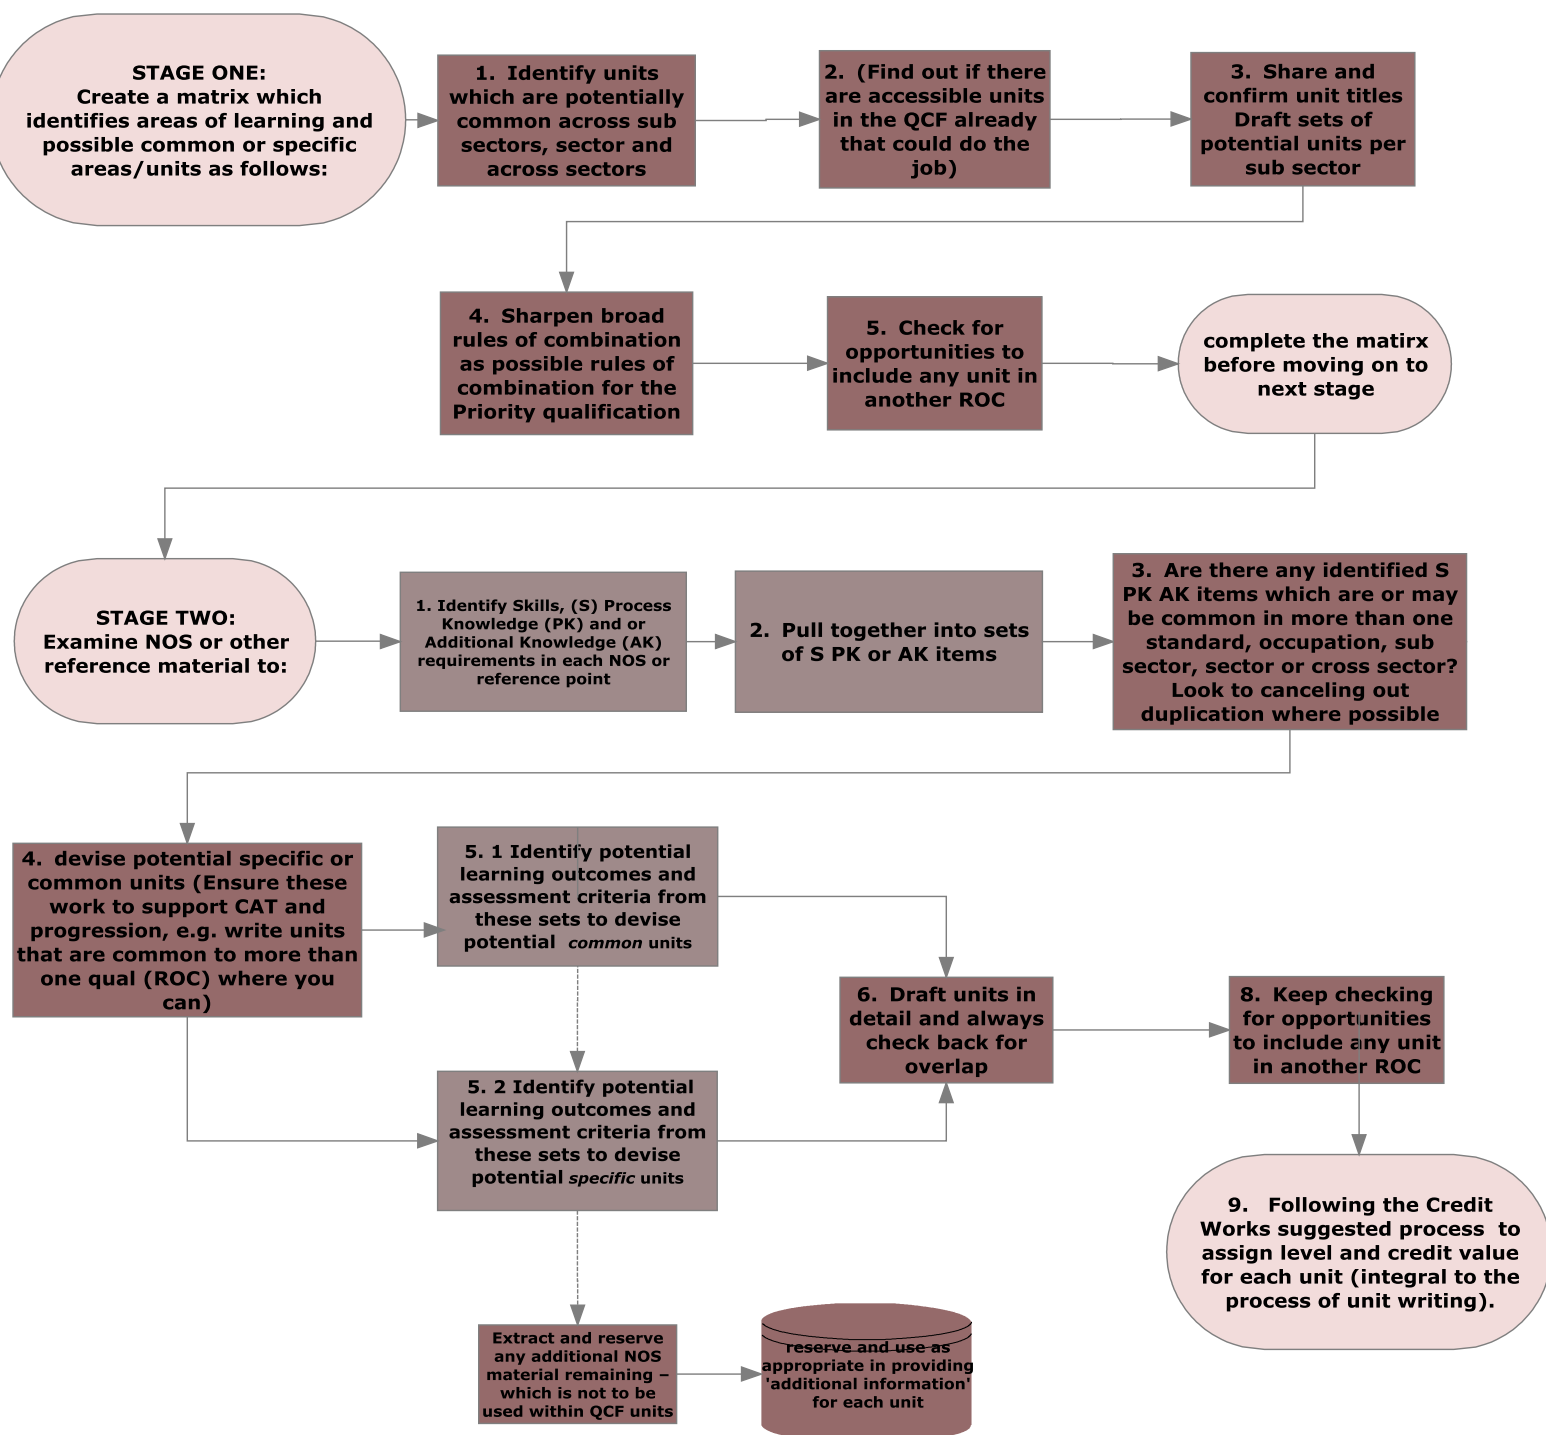 STAGE ONE:
Create a matrix which
identifies areas of learning and
possible common or specific
areas/units as follows:
1. Identify units
which are potentially
common across sub
sectors, sector and
across sectors
2. (Find out if there
are accessible units
in the QCF already
that could do the
job)
3. Share and
confirm unit titles
Draft sets of
potential units per
sub sector
4. Sharpen broad
rules of combination
as possible rules of
combination for the
Priority qualification
5. Check for
opportunities to
include any unit in
another ROC
complete the matirx
before moving on to
next stage
STAGE TWO:
Examine NOS or other
reference material to:
1. Identify Skills, (S) Process
Knowledge (PK) and or
Additional Knowledge (AK)
requirements in each NOS or
reference point
2. Pull together into sets
of S PK or AK items
3. Are there any identified S
PK AK items which are or may
be common in more than one
standard, occupation, sub
sector, sector or cross sector?
Look to canceling out
duplication where possible
4. devise potential specific or
common units (Ensure these
work to support CAT and
progression, e.g. write units
that are common to more than
one qual (ROC) where you
can)
5. 1 Identify potential
learning outcomes and
assessment criteria from
these sets to devise
potential common units
5. 2 Identify potential
learning outcomes and
assessment criteria from
these sets to devise
potential specific units
6. Draft units in
detail and always
check back for
overlap
8. Keep checking
for opportunities
to include any unit
in another ROC
9. Following the Credit
Works suggested process to
assign level and credit value
for each unit (integral to the
process of unit writing).
Extract and reserve
any additional NOS
material remaining –
which is not to be
used within QCF units
reserve and use as
appropriate in providing
'additional information'
for each unit